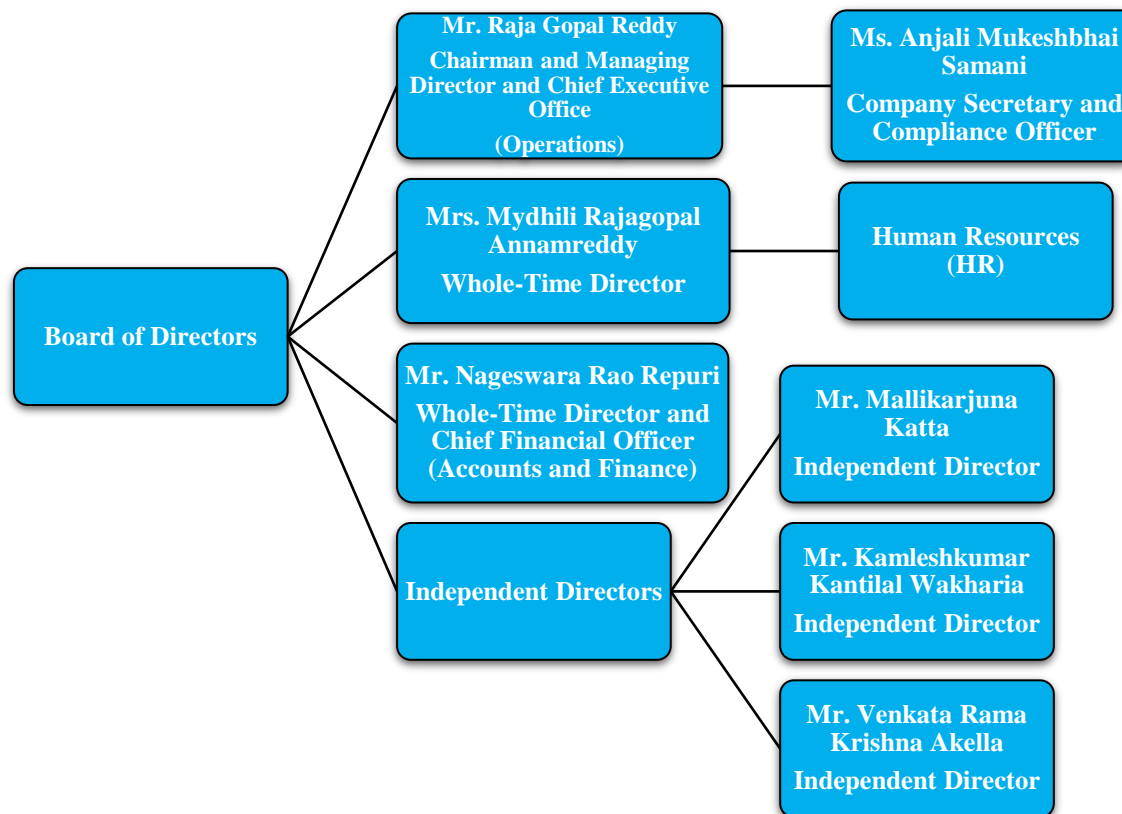 Mr. Raja Gopal Reddy
Chairman and Managing
Director and Chief Executive
Office
(Operations)
Ms. Anjali Mukeshbhai
Samani
Company Secretary and
Compliance Officer
Mrs. Mydhili Rajagopal
Annamreddy
Whole-Time Director
Human Resources
(HR)
Board of Directors
Mr. Nageswara Rao Repuri
Whole-Time Director and
Chief Financial Officer
(Accounts and Finance)
Independent Directors
Mr. Mallikarjuna
Katta
Independent Director
Mr. Kamleshkumar
Kantilal Wakharia
Independent Director
Mr. Venkata Rama
Krishna Akella
Independent Director